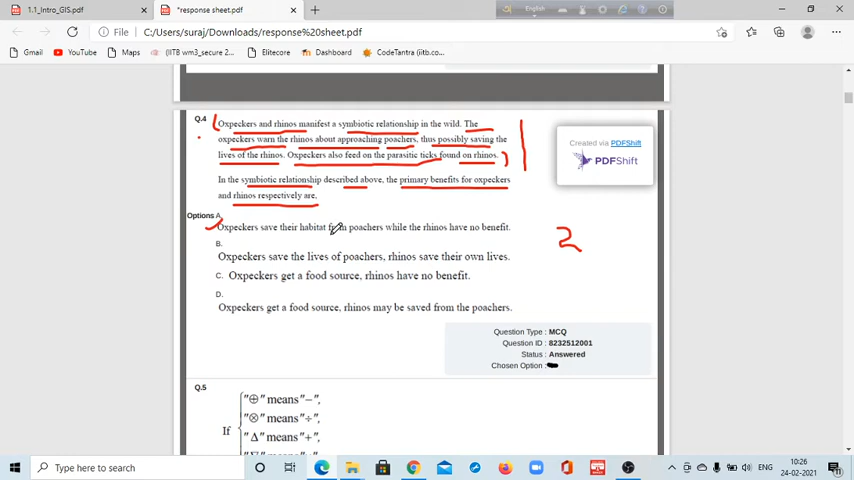 1.1_Intro_GIS.pdf
*response sheet.pdf
English
File
C:/Users/suraj/Downloads/response%20sheet.pdf
Gmail
YouTube
Maps
(IITB wm3_secure 2...
Elitecore
Dashboard
CodeTantra (iitb.co...
Q.4
Oxpeckers and rhinos manifest a symbiotic relationship in the wild. The
oxpeckers warn the rhinos about approaching poachers, thus possibly saving the
lives of the rhinos. Oxpeckers also feed on the parasitic ticks found on rhinos.
In the symbiotic relationship described above, the primary benefits for oxpeckers
and rhinos respectively are,
Created via PDFShift
PDFShift
Options A.
Oxpeckers save their habitat from poachers while the rhinos have no benefit.
2
B.
Oxpeckers save the lives of poachers, rhinos save their own lives.
C. Oxpeckers get a food source, rhinos have no benefit.
D.
Oxpeckers get a food source, rhinos may be saved from the poachers.
Question Type : MCQ
Question ID : 8232512001
Status : Answered
Chosen Option :
Q.5
"⊕" means "−",
"⊗" means "÷",
If
"Δ" means "+",
Type here to search
ENG
10:26
24-02-2021